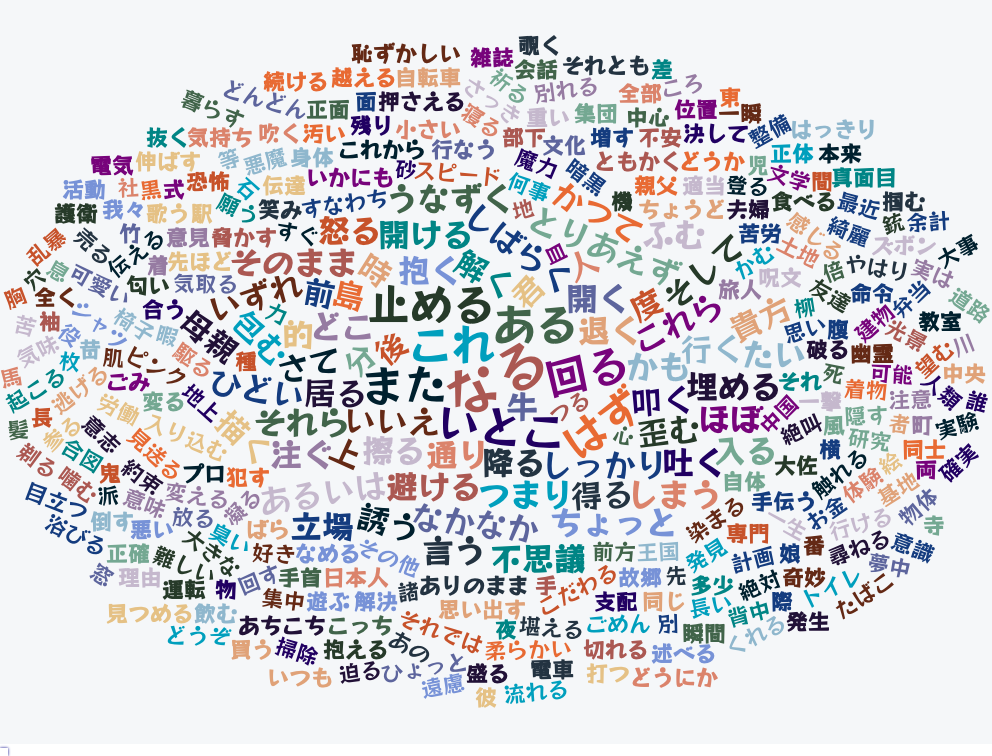 恥ずかしい
雑誌
覗く
会話
それとも
差
続ける
越える
自転車
さっき
祈る
別れる
全部
ころ
東
どんどん
正面
面
押さえる
暮らす
寝る
重い
集団
中心
位置
一瞬
抜く
気持ち
吹く
汚い
残り
小さい
部下
文化
増す
不安
決して
整備
はっきり
これから
行なう
電気
伸ばす
等
悪魔
身体
砂
スピード
魔力
暗黒
ともかく
どうか
児
正体
本来
活動
社
黒
式
恐怖
石
伝達
いかにも
何事
機
親父
適当
登る
文学
間
真面目
護衛
我々
歌う
駅
願う
笑み
すなわち
うなずく
地
かつて
ちょうど
夫婦
食べる
最近
掴む
綺麗
銃
余計
乱暴
売る
竹
伝える
意見
脅かす
すぐ
怒る
開ける
しばらく
とりあえず
ふむ
苦労
感じる
ズボン
大事
着
先ほど
そのまま
時
抱く
解く
皿
人
そして
かむ
土地
倍
やはり
実は
穴
息
可愛い
匂い
気取る
いずれ
前
島
君
開く
度
これら
旅人
呪文
友達
命令
弁当
道路
胸
全く
シャツ
合う
母親
力
止める
ある
退く
貴方
柳
思い
腹
建物
光景
教室
苦
袖
役
椅子
暇
包む
的
どこ
これ
後
分
回る
かも
行く
たい
破る
幽霊
望む
川
気味
枚
昔
肌
ピンク
駆る
種
さて
また
な
る
牛
つる
叩く
埋める
それ
死
着物
可能
人類
中央
馬
起こる
逃げる
ごみ
変る
地上
ひどい
居る
はず
ほぼ
中国
一撃
隠す
注意
誰
長
労働
入り込む
描く
それら
いいえ
いとこ
心
歪む
絶叫
風
研究
者
町
実験
髪
参る
合図
意志
見送る
注ぐ
上
擦る
通り
降る
しっかり
吐く
入る
大佐
横
触れる
絵
同士
剃る
噛む
鬼
派
約束
プロ
犯す
あるいは
避ける
つまり
得る
しまう
自体
手伝う
体験
基地
両
確実
目立つ
意味
変える
譲る
立場
誘う
なかなか
ちょっと
染まる
一生
お金
物体
浴びる
倒す
悪い
放る
臭い
ばら
専門
行ける
寺
正確
難しい
大きな
好き
なめる
その他
言う
不思議
前方
王国
発見
計画
娘
番
尋ねる
意識
窓
理由
運転
物
回す
手首
日本人
諸
ありのまま
手
こだわる
故郷
先
多少
絶対
奇妙
トイレ
夢中
集中
遊ぶ
解決
思い出す
支配
同じ
長い
背中
際
たばこ
見つめる
飲む
あちこち
こっち
それでは
夜
堪える
ごめん
別
瞬間
くれる
発生
どうぞ
買う
掃除
抱える
あの
柔らかい
切れる
述べる
いつも
迫る
ひょっと
盛る
電車
打つ
どうにか
遠慮
彼
流れる